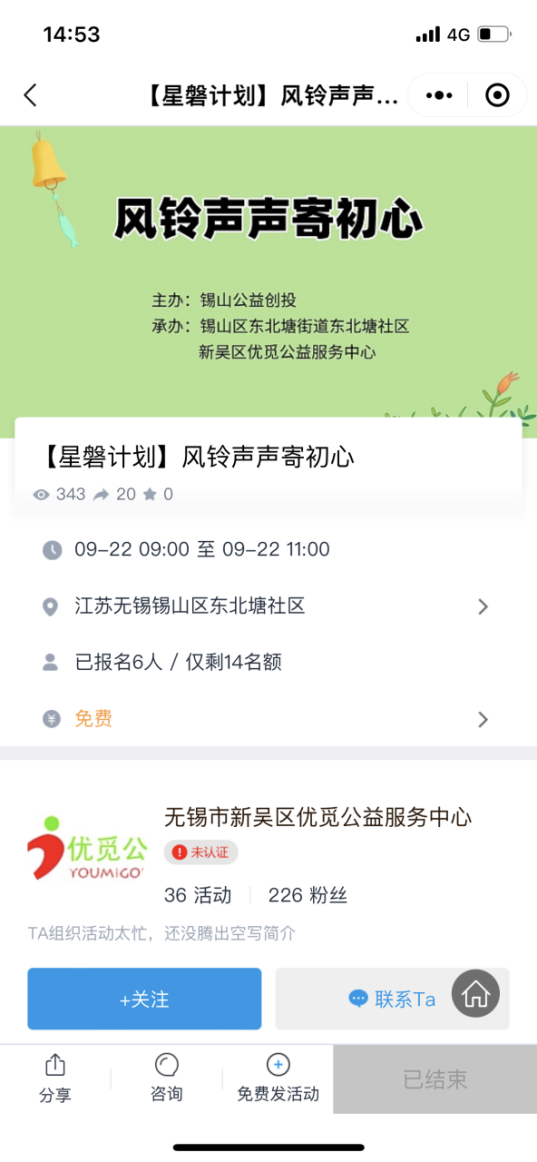 14:53
4G
【星磐计划】风铃声声...
风铃声声寄初心
主办：锡山公益创投
承办：锡山区东北塘街道东北塘社区
新吴区优觅公益服务中心
【星磐计划】风铃声声寄初心
343 20 0
09-22 09:00 至 09-22 11:00
江苏无锡锡山区东北塘社区
已报名6人 / 仅剩14名额
¥ 免费
优觅公
YOUMIGO
无锡市新吴区优觅公益服务中心
未认证
36 活动 226 粉丝
TA组织活动太忙，还没腾出空写简介
+关注
联系Ta
分享
咨询
免费发活动
已结束